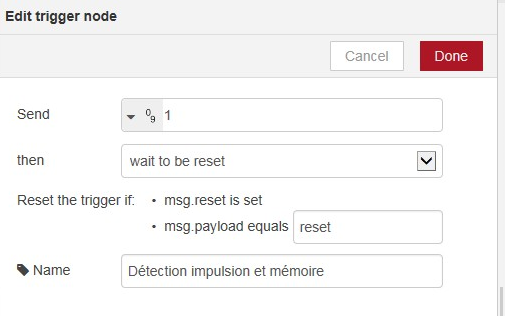 Edit trigger node
Cancel
Done
Send
0
9
1
then
wait to be reset
Reset the trigger if:
• msg.reset is set
• msg.payload equals
reset
Name
Détection impulsion et mémoire